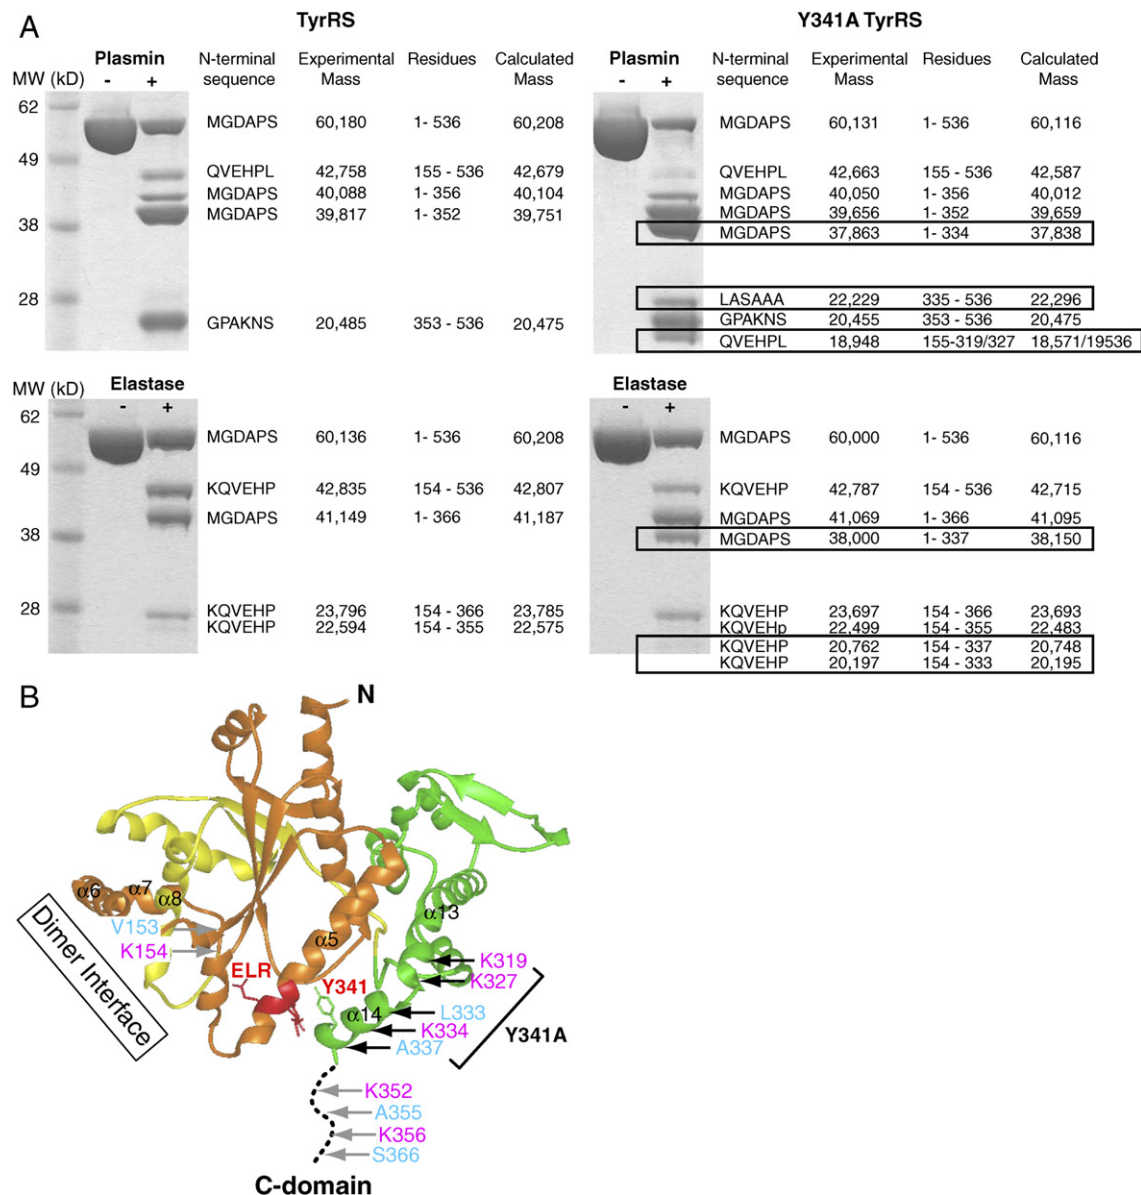 A
TyrRS
Y341A TyrRS
Plasmin N-terminal sequence Experimental Mass Residues Calculated Mass
MW (kD) - +
62
49
38
28
MGDAPS 60,180 1- 536 60,208
QVEHPL 42,758 155 - 536 42,679
MGDAPS 40,088 1- 356 40,104
MGDAPS 39,817 1- 352 39,751
GPAKNS 20,485 353 - 536 20,475
Plasmin N-terminal sequence Experimental Mass Residues Calculated Mass
- +
MGDAPS 60,131 1- 536 60,116
QVEHPL 42,663 155 - 536 42,587
MGDAPS 40,050 1- 356 40,012
MGDAPS 39,656 1- 352 39,659
MGDAPS 37,863 1- 334 37,838
LASAAA 22,229 335 - 536 22,296
GPAKNS 20,455 353 - 536 20,475
QVEHPL 18,948 155-319/327 18,571/19536
MW (kD) Elastase
- +
62
49
38
28
MGDAPS 60,136 1- 536 60,208
KQVEHP 42,835 154 - 536 42,807
MGDAPS 41,149 1- 366 41,187
KQVEHP 23,796 154 - 366 23,785
KQVEHP 22,594 154 - 355 22,575
Elastase
- +
MGDAPS 60,000 1- 536 60,116
KQVEHP 42,787 154 - 536 42,715
MGDAPS 41,069 1- 366 41,095
MGDAPS 38,000 1- 337 38,150
KQVEHP 23,697 154 - 366 23,693
KQVEHp 22,499 154 - 355 22,483
KQVEHP 20,762 154 - 337 20,748
KQVEHP 20,197 154 - 333 20,195
B
N
α6 α7 α8
V153
K154
Dimer Interface
α5
ELR
Y341
α13
α14
K319
K327
L333
K334
A337
Y341A
K352
A355
K356
S366
C-domain